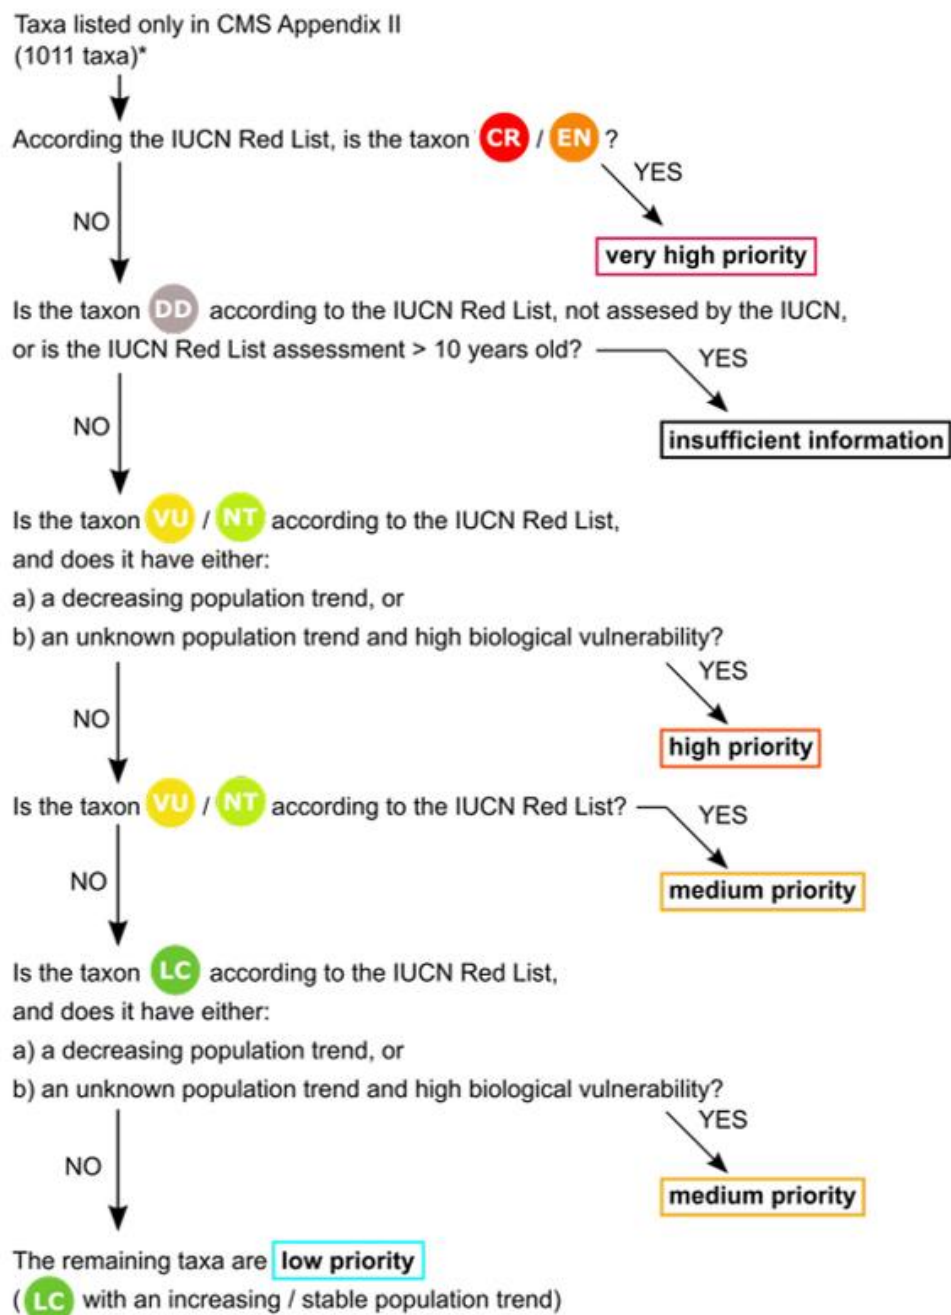 Taxa listed only in CMS Appendix II
(1011 taxa)*
According the IUCN Red List, is the taxon CR / EN ?
YES
NO
very high priority
Is the taxon DD according to the IUCN Red List, not assesed by the IUCN,
or is the IUCN Red List assessment > 10 years old?
YES
NO
insufficient information
Is the taxon VU / NT according to the IUCN Red List,
and does it have either:
a) a decreasing population trend, or
b) an unknown population trend and high biological vulnerability?
YES
NO
high priority
Is the taxon VU / NT according to the IUCN Red List?
YES
NO
medium priority
Is the taxon LC according to the IUCN Red List,
and does it have either:
a) a decreasing population trend, or
b) an unknown population trend and high biological vulnerability?
YES
NO
medium priority
The remaining taxa are low priority
( LC with an increasing / stable population trend)